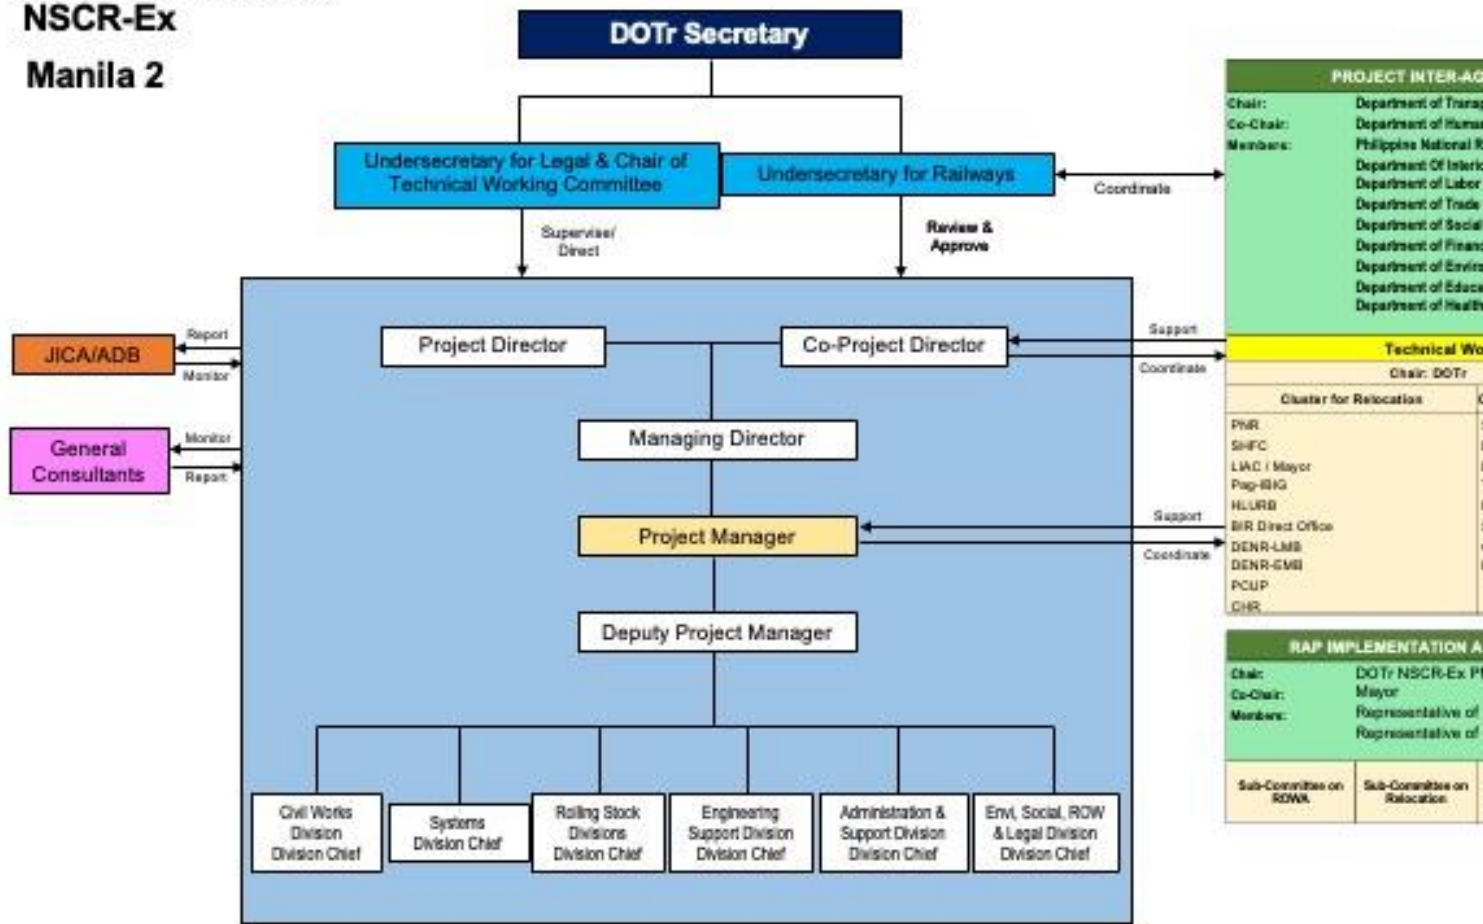 NSCR-Ex
Manila 2
DOTr Secretary
Undersecretary for Legal & Chair of
Technical Working Committee
Undersecretary for Railways
Coordinate
Supervise/
Direct
Review &
Approve
JICA/ADB
Report
Monitor
General
Consultants
Monitor
Report
Project Director
Co-Project Director
Support
Coordinate
Managing Director
Project Manager
Support
Coordinate
Deputy Project Manager
Civil Works
Division
Division Chief
Systems
Division Chief
Rolling Stock
Divisions
Division Chief
Engineering
Support Division
Division Chief
Administration &
Support Division
Division Chief
Envi, Social, ROW
& Legal Division
Division Chief
PROJECT INTER-AG
Chair: Department of Transp
Co-Chair: Department of Human
Members: Philippine National R
Department Of Interio
Department of Labor
Department of Trade
Department of Social
Department of Financ
Department of Enviro
Department of Educa
Department of Health
Technical Wo
Chair: DOTr
Cluster for Relocation
PNR
SHFC
LIAC / Mayor
Pag-IBIG
HLURB
BIR Direct Office
DENR-LMB
DENR-EMB
PCUP
CHR
RAP IMPLEMENTATION A
Chair: DOTr NSCR-Ex
Co-Chair: Mayor
Members: Representative of
Representative of
Sub-Committee on
ROWA
Sub-Committee on
Relocation